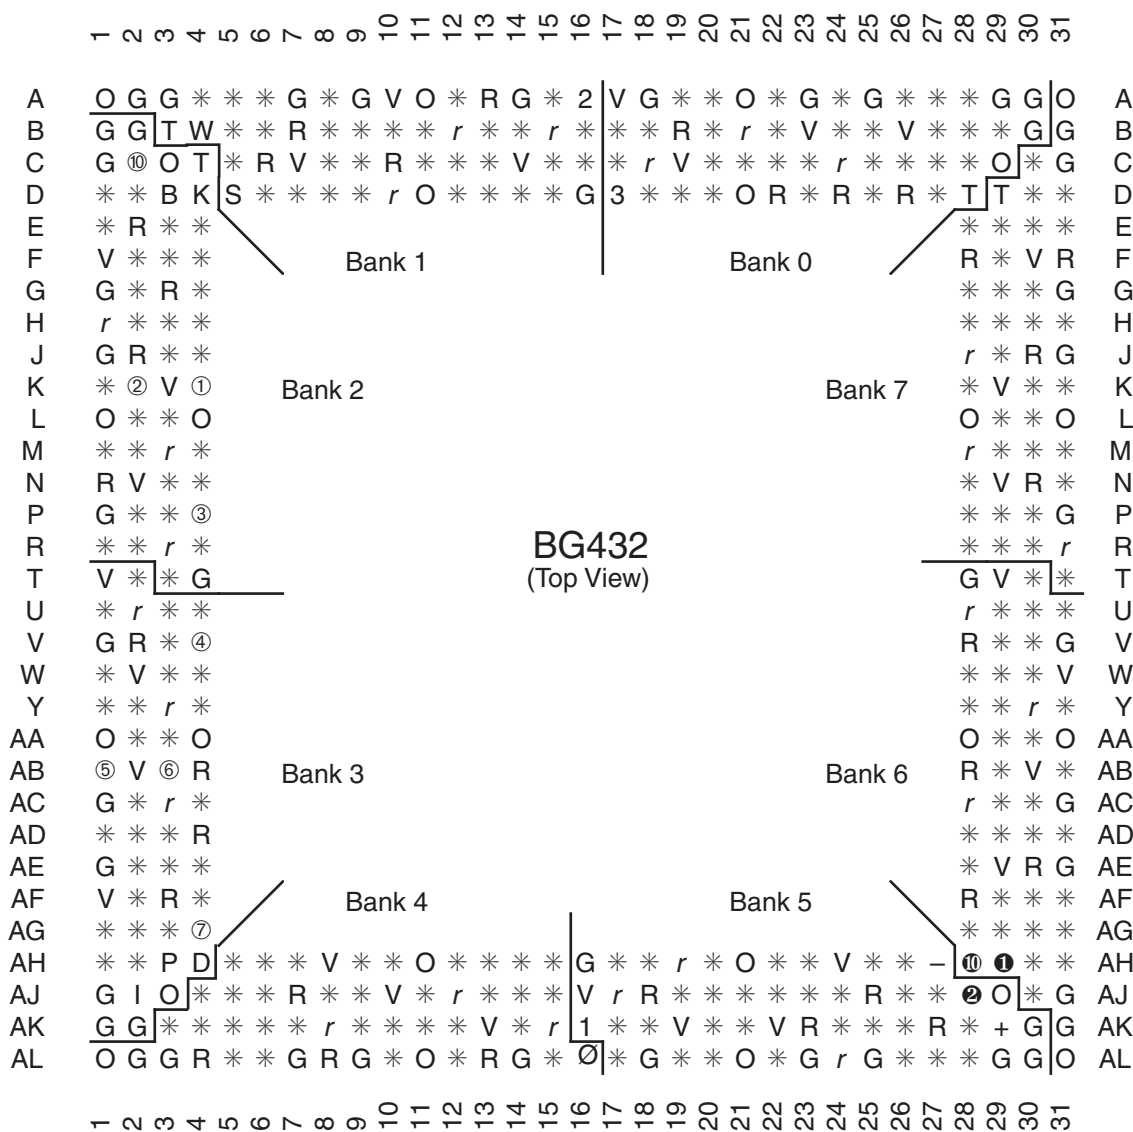 1 2 3 4 5 6 7 8 9 10 11 12 13 14 15 16 17 18 19 20 21 22 23 24 25 26 27 28 29 30 31
A O G G ✳ ✳ ✳ G ✳ G V O ✳ R G ✳ 2 V G ✳ ✳ O ✳ G ✳ G ✳ ✳ ✳ G G O A
B G G T W ✳ ✳ R ✳ ✳ ✳ ✳ r ✳ ✳ r ✳ ✳ ✳ R ✳ r ✳ V ✳ ✳ V ✳ ✳ ✳ G G B
C G ⑩ O T ✳ R V ✳ ✳ R ✳ ✳ ✳ V ✳ ✳ ✳ r V ✳ ✳ ✳ ✳ r ✳ ✳ ✳ ✳ O ✳ G C
D ✳ ✳ B K S ✳ ✳ ✳ ✳ r O ✳ ✳ ✳ ✳ G 3 ✳ ✳ ✳ O R ✳ R ✳ R ✳ T T ✳ ✳ D
E ✳ R ✳ ✳ ✳ ✳ ✳ ✳ E
F V ✳ ✳ ✳ Bank 1 Bank 0 R ✳ V R F
G G ✳ R ✳ ✳ ✳ ✳ G G
H r ✳ ✳ ✳ ✳ ✳ ✳ ✳ H
J G R ✳ ✳ r ✳ R G J
K ✳ ② V ① Bank 2 Bank 7 ✳ V ✳ ✳ K
L O ✳ ✳ O O ✳ ✳ O L
M ✳ ✳ r ✳ r ✳ ✳ ✳ M
N R V ✳ ✳ ✳ V R ✳ N
P G ✳ ✳ ③ ✳ ✳ ✳ G P
R ✳ ✳ r ✳ BG432 ✳ ✳ ✳ r R
T V ✳ ✳ G (Top View) G V ✳ ✳ T
U ✳ r ✳ ✳ r ✳ ✳ ✳ U
V G R ✳ ④ R ✳ ✳ G V
W ✳ V ✳ ✳ ✳ ✳ ✳ V W
Y ✳ ✳ r ✳ ✳ ✳ r ✳ Y
AA O ✳ ✳ O O ✳ ✳ O AA
AB ⑤ V ⑥ R Bank 3 Bank 6 R ✳ V ✳ AB
AC G ✳ r ✳ r ✳ ✳ G AC
AD ✳ ✳ ✳ R ✳ ✳ ✳ ✳ AD
AE G ✳ ✳ ✳ ✳ V R G AE
AF V ✳ R ✳ Bank 4 Bank 5 R ✳ ✳ ✳ AF
AG ✳ ✳ ✳ ⑦ ✳ ✳ ✳ ✳ AG
AH ✳ ✳ P D ✳ ✳ ✳ V ✳ ✳ O ✳ ✳ ✳ ✳ G ✳ ✳ r ✳ O ✳ ✳ V ✳ ✳ – ⓿ ❶ ✳ ✳ AH
AJ G I O ✳ ✳ ✳ R ✳ ✳ V ✳ r ✳ ✳ ✳ V r R ✳ ✳ ✳ ✳ ✳ ✳ R ✳ ✳ ❷ O ✳ G AJ
AK G G ✳ ✳ ✳ ✳ ✳ r ✳ ✳ ✳ ✳ V ✳ r 1 ✳ ✳ V ✳ ✳ V R ✳ ✳ ✳ R ✳ + G G AK
AL O G G R ✳ ✳ G R G ✳ O ✳ R G ✳ Ø ✳ G ✳ ✳ O ✳ G r G ✳ ✳ ✳ G G O AL
1 2 3 4 5 6 7 8 9 10 11 12 13 14 15 16 17 18 19 20 21 22 23 24 25 26 27 28 29 30 31